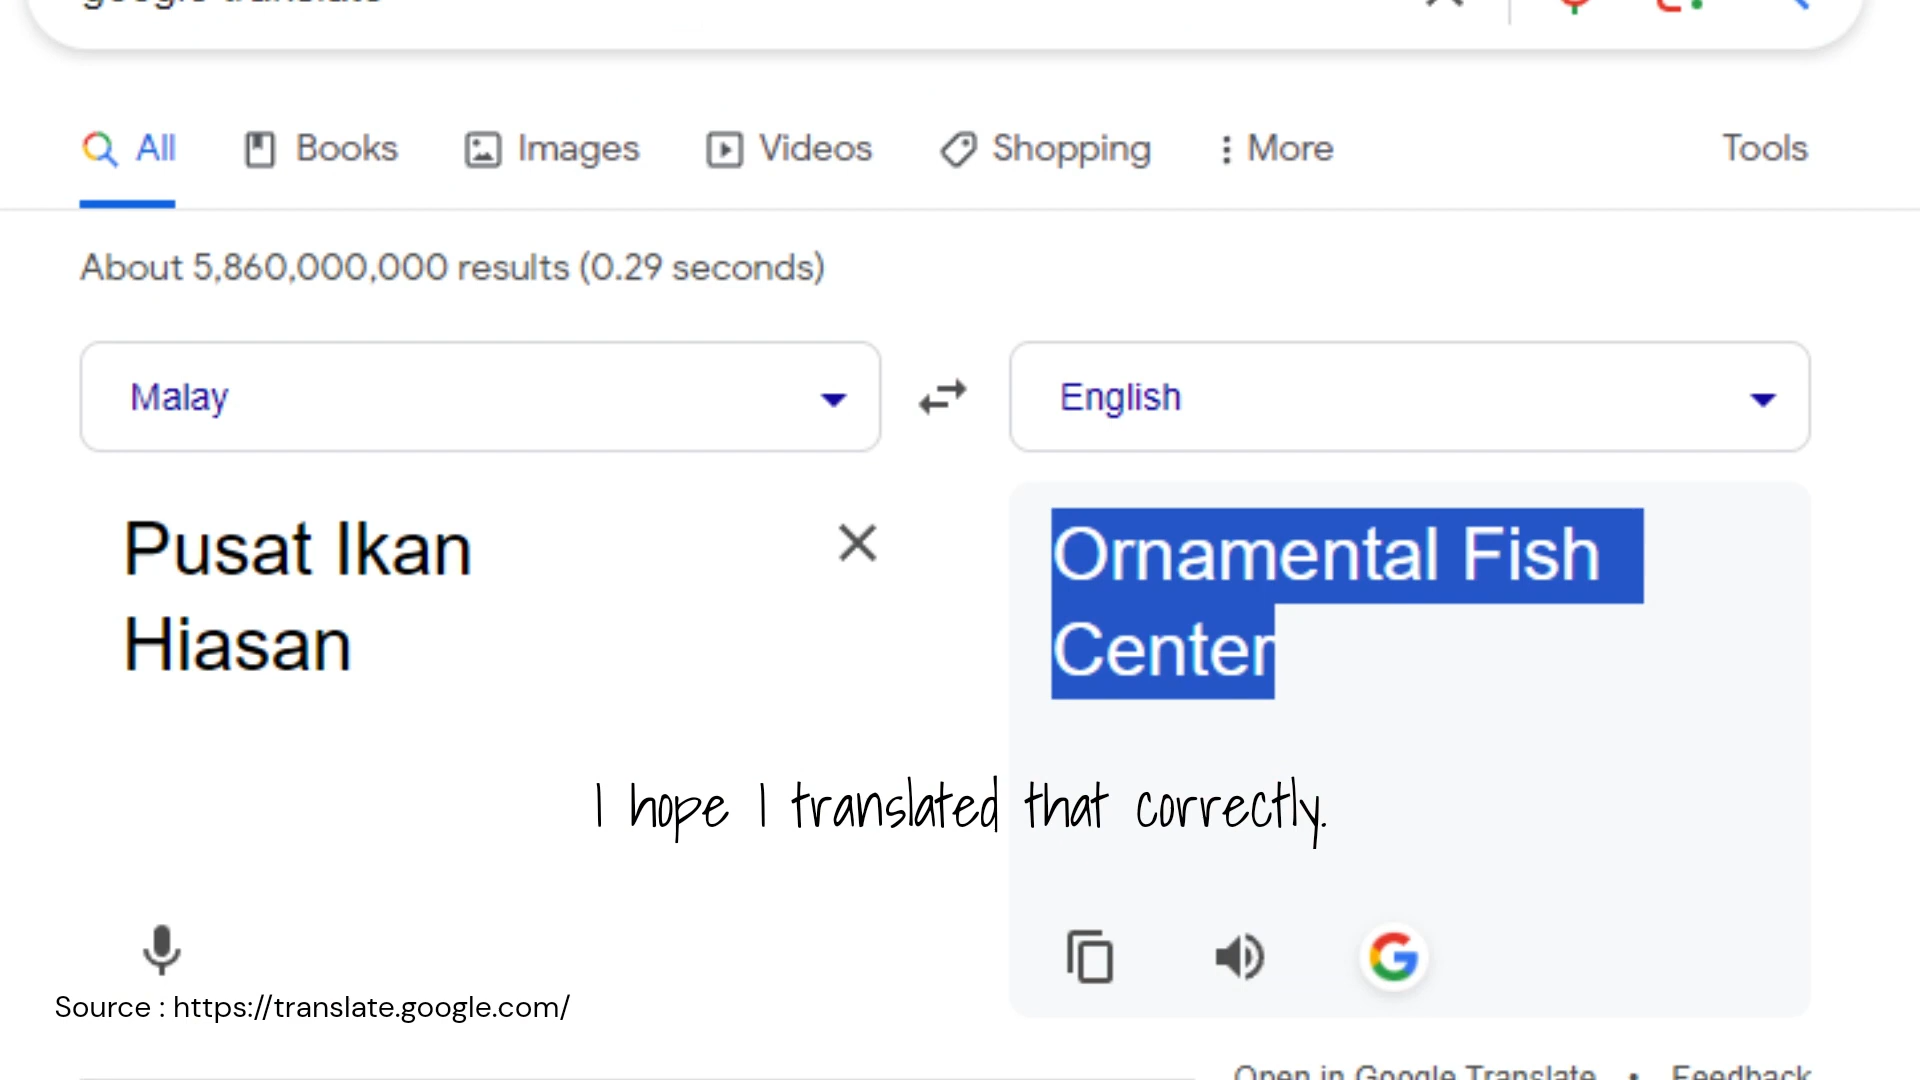 google translate
All Books Images Videos Shopping More Tools
About 5,860,000,000 results (0.29 seconds)
Malay English
Pusat Ikan
Hiasan
Ornamental Fish
Center
I hope I translated that correctly.
Source : https://translate.google.com/
Open in Google Translate • Feedback